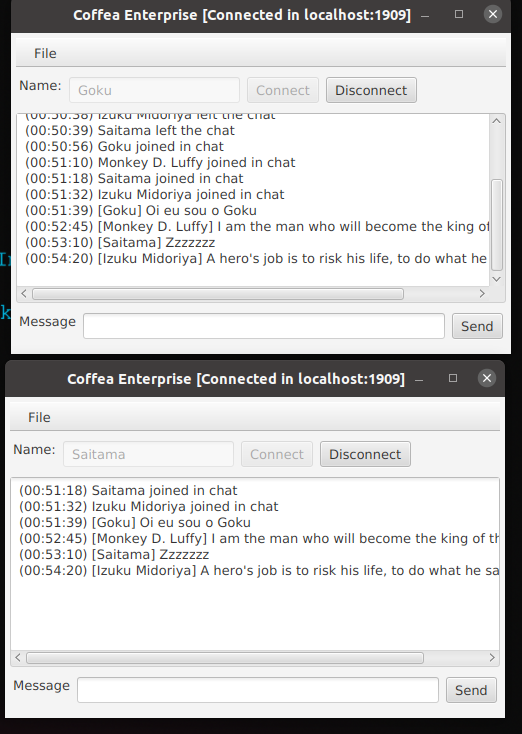 Coffea Enterprise [Connected in localhost:1909]
File
Name: Goku Connect Disconnect
(00:50:38) Izuku Midoriya left the chat
(00:50:39) Saitama left the chat
(00:50:56) Goku joined in chat
(00:51:10) Monkey D. Luffy joined in chat
(00:51:18) Saitama joined in chat
(00:51:32) Izuku Midoriya joined in chat
(00:51:39) [Goku] Oi eu sou o Goku
(00:52:45) [Monkey D. Luffy] I am the man who will become the king of
(00:53:10) [Saitama] Zzzzzzz
(00:54:20) [Izuku Midoriya] A hero's job is to risk his life, to do what he
Message Send
Coffea Enterprise [Connected in localhost:1909]
File
Name: Saitama Connect Disconnect
(00:51:18) Saitama joined in chat
(00:51:32) Izuku Midoriya joined in chat
(00:51:39) [Goku] Oi eu sou o Goku
(00:52:45) [Monkey D. Luffy] I am the man who will become the king of th
(00:53:10) [Saitama] Zzzzzzz
(00:54:20) [Izuku Midoriya] A hero's job is to risk his life, to do what he sa
Message Send